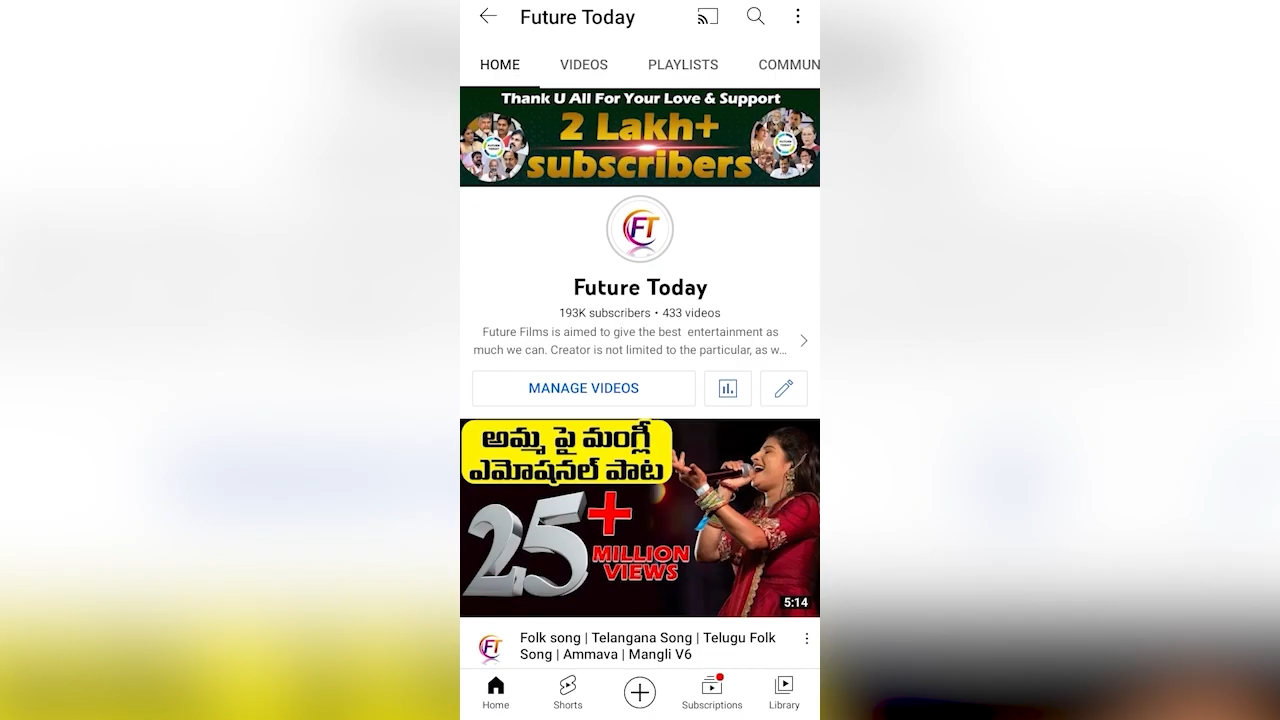 Future Today
HOME VIDEOS PLAYLISTS COMMUN
Thank U All For Your Love & Support
2 Lakh+
subscribers
FT
Future Today
193K subscribers • 433 videos
Future Films is aimed to give the best entertainment as
much we can. Creator is not limited to the particular, as w...
MANAGE VIDEOS
అమ్మ పై మంగ్లీ
ఎమోషనల్ పాట
25+
MILLION
VIEWS
5:14
FT
Folk song | Telangana Song | Telugu Folk
Song | Ammava | Mangli V6
Home Shorts Subscriptions Library